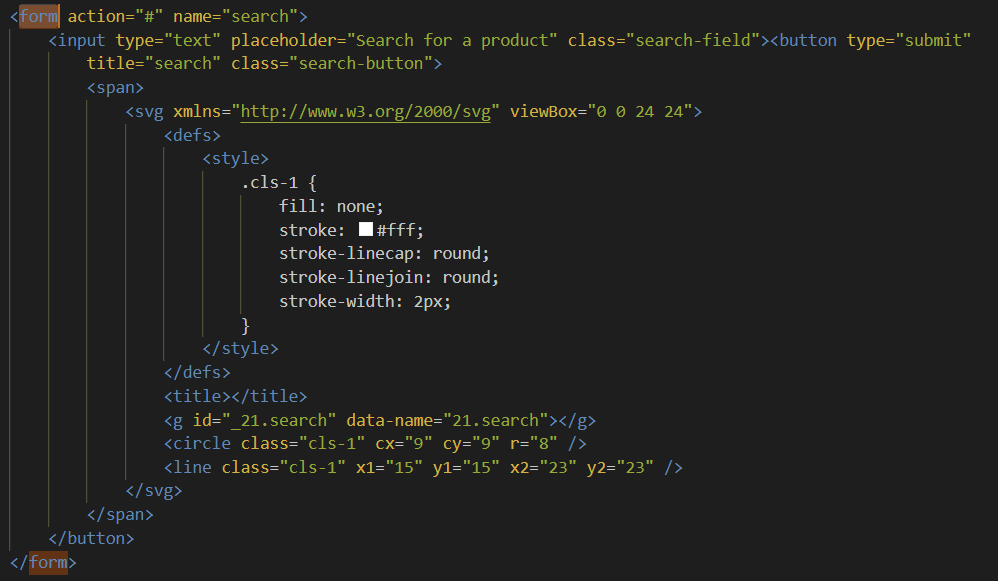 <form action="#" name="search">
<input type="text" placeholder="Search for a product" class="search-field"><button type="submit"
title="search" class="search-button">
<span>
<svg xmlns="http://www.w3.org/2000/svg" viewBox="0 0 24 24">
<defs>
<style>
.cls-1 {
fill: none;
stroke: #fff;
stroke-linecap: round;
stroke-linejoin: round;
stroke-width: 2px;
}
</style>
</defs>
<title></title>
<g id="_21.search" data-name="21.search"></g>
<circle class="cls-1" cx="9" cy="9" r="8" />
<line class="cls-1" x1="15" y1="15" x2="23" y2="23" />
</svg>
</span>
</button>
</form>